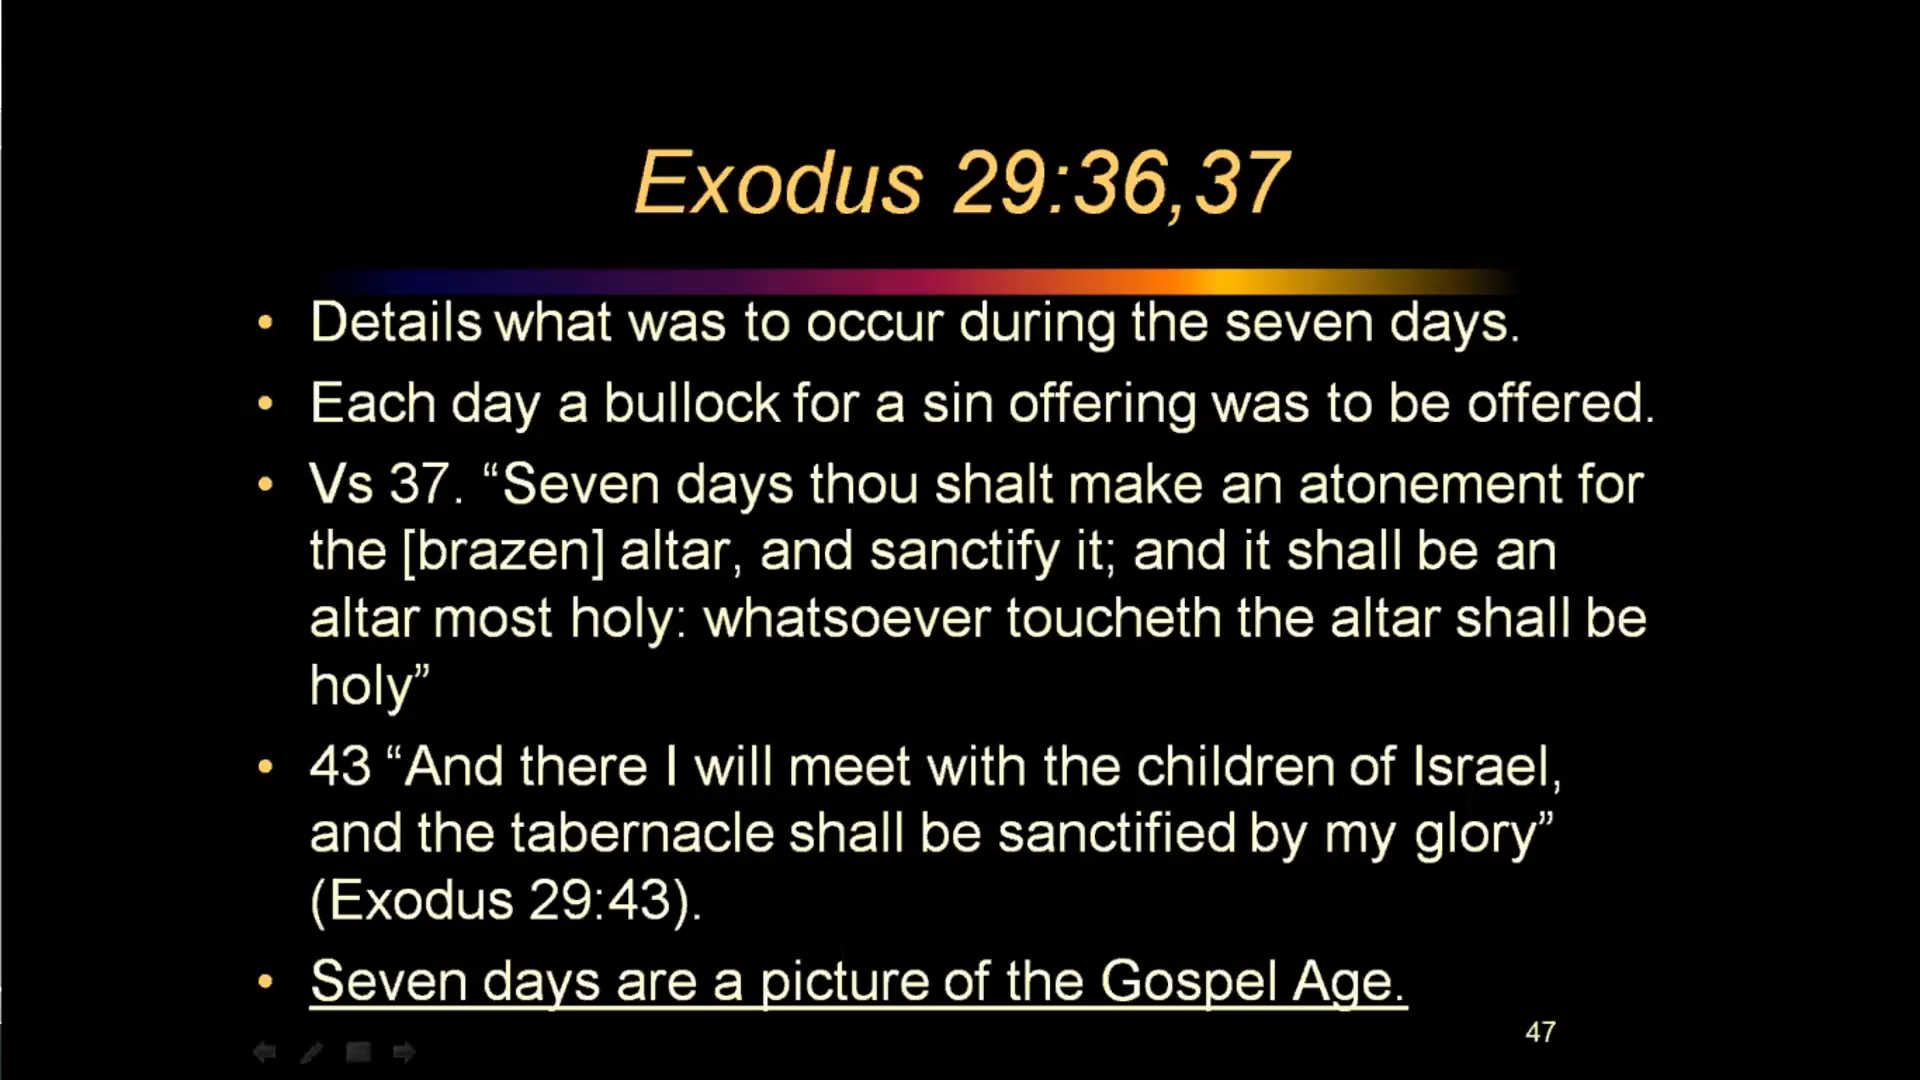 Exodus 29:36,37
• Details what was to occur during the seven days.
• Each day a bullock for a sin offering was to be offered.
• Vs 37. “Seven days thou shalt make an atonement for
the [brazen] altar, and sanctify it; and it shall be an
altar most holy: whatsoever toucheth the altar shall be
holy”
• 43 “And there I will meet with the children of Israel,
and the tabernacle shall be sanctified by my glory”
(Exodus 29:43).
• Seven days are a picture of the Gospel Age.
47